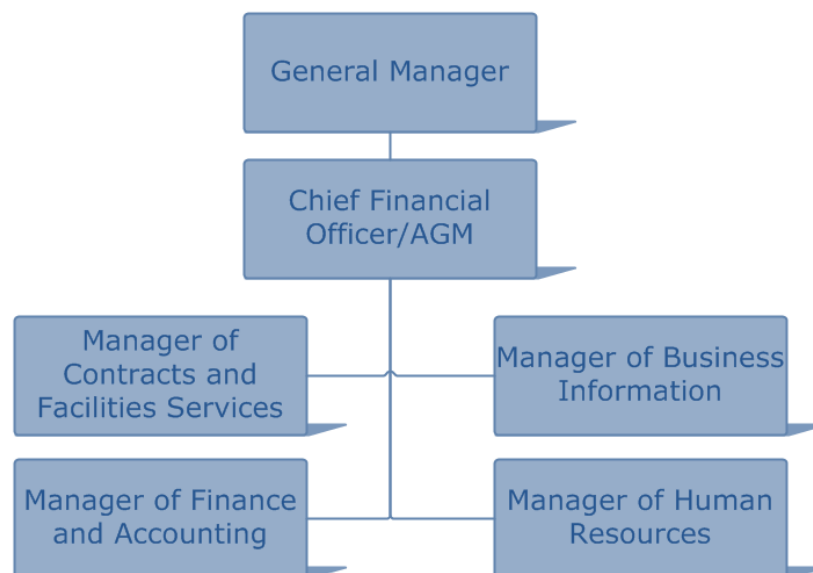 General Manager
Chief Financial
Officer/AGM
Manager of
Contracts and
Facilities Services
Manager of Business
Information
Manager of Finance
and Accounting
Manager of Human
Resources